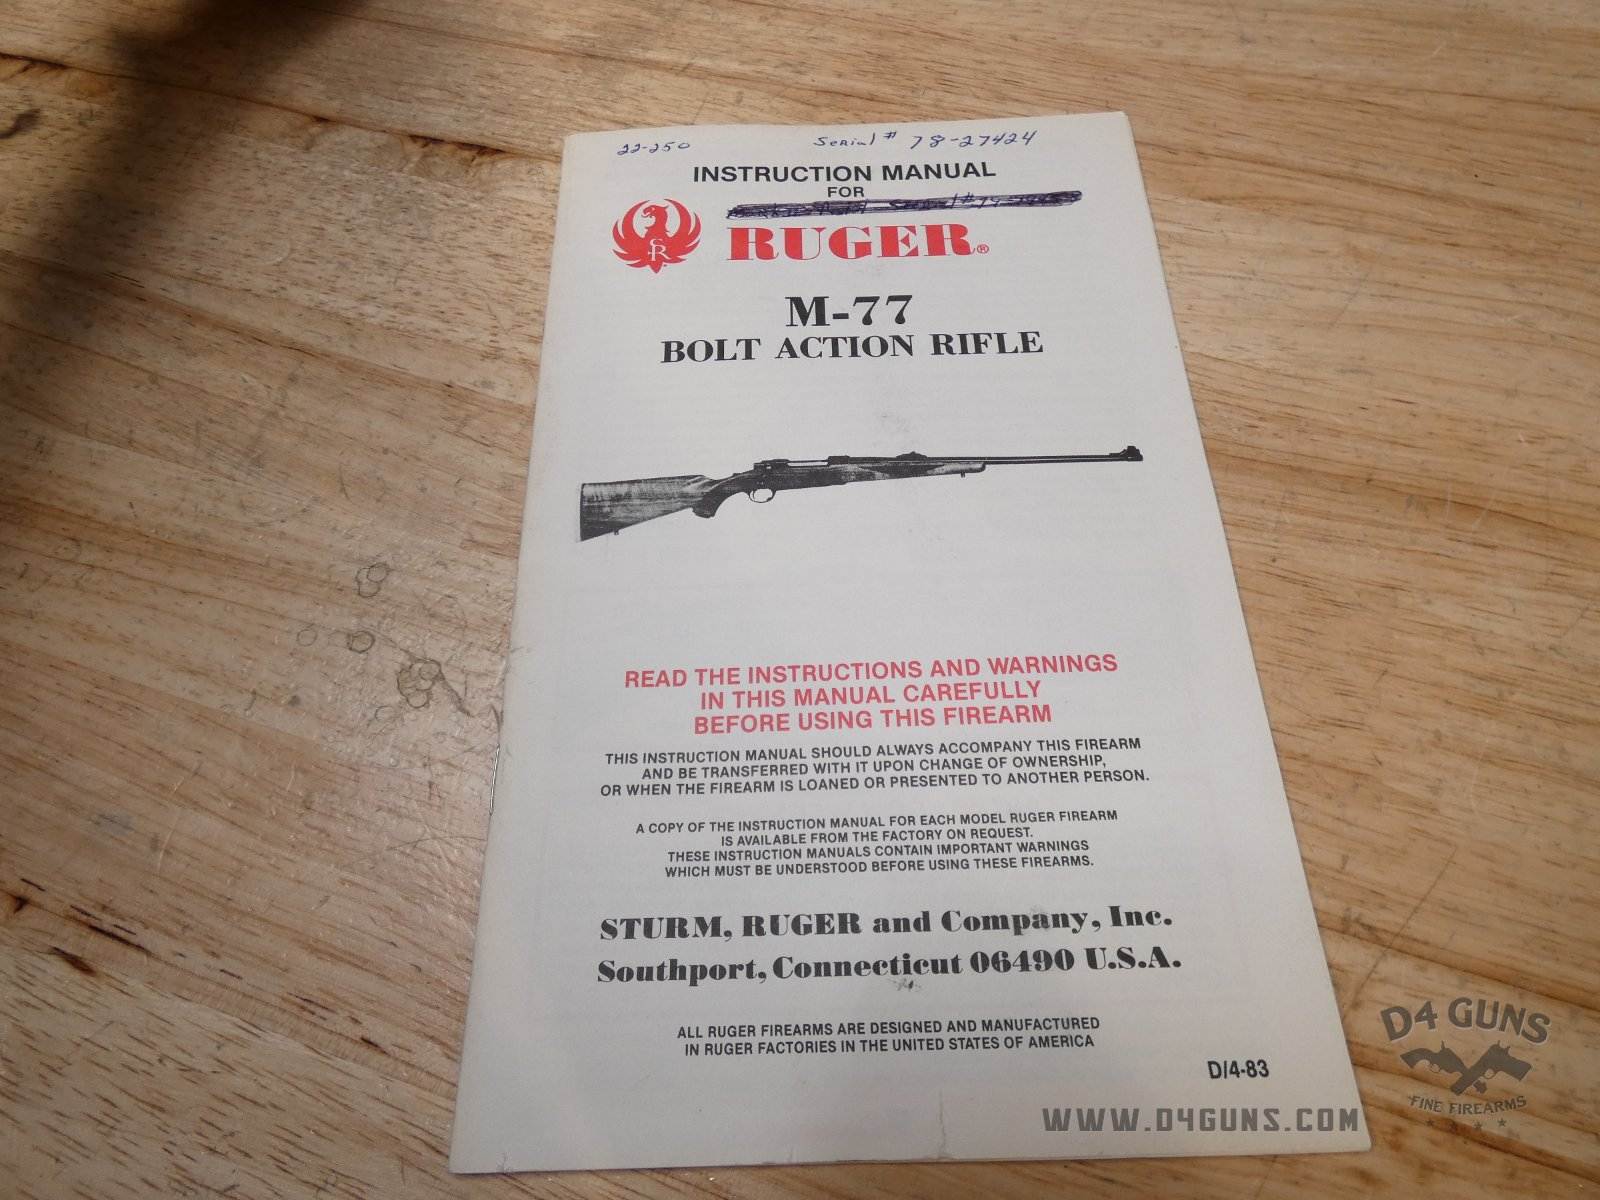 22-250 Serial # 78-27424
INSTRUCTION MANUAL
FOR
RUGER®
M-77
BOLT ACTION RIFLE
READ THE INSTRUCTIONS AND WARNINGS
IN THIS MANUAL CAREFULLY
BEFORE USING THIS FIREARM
THIS INSTRUCTION MANUAL SHOULD ALWAYS ACCOMPANY THIS FIREARM
AND BE TRANSFERRED WITH IT UPON CHANGE OF OWNERSHIP,
OR WHEN THE FIREARM IS LOANED OR PRESENTED TO ANOTHER PERSON.
A COPY OF THE INSTRUCTION MANUAL FOR EACH MODEL RUGER FIREARM
IS AVAILABLE FROM THE FACTORY ON REQUEST.
THESE INSTRUCTION MANUALS CONTAIN IMPORTANT WARNINGS
WHICH MUST BE UNDERSTOOD BEFORE USING THESE FIREARMS.
STURM, RUGER and Company, Inc.
Southport, Connecticut 06490 U.S.A.
ALL RUGER FIREARMS ARE DESIGNED AND MANUFACTURED
IN RUGER FACTORIES IN THE UNITED STATES OF AMERICA
D/4-83
D4 GUNS
FINE FIREARMS
WWW.D4GUNS.COM